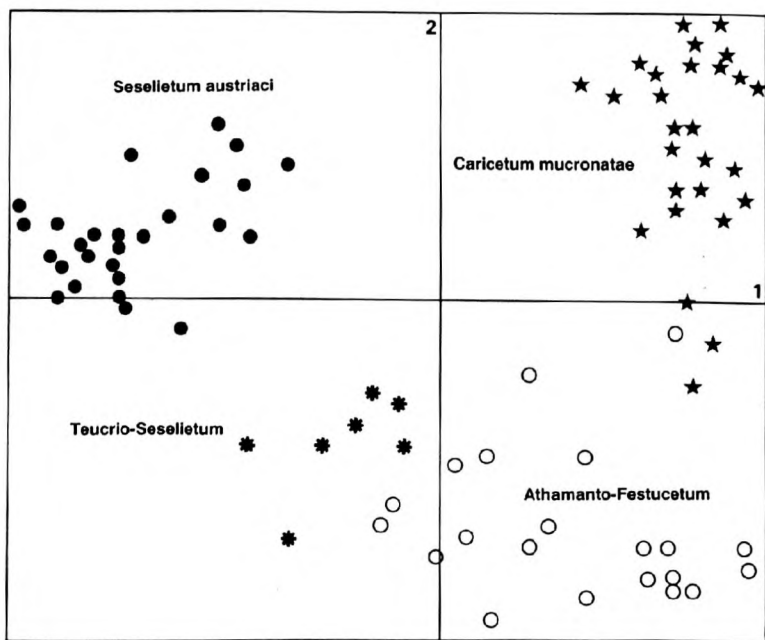 2
Seselietum austriaci
Caricetum mucronatae
1
Teucrio-Seselietum
Athamanto-Festucetum